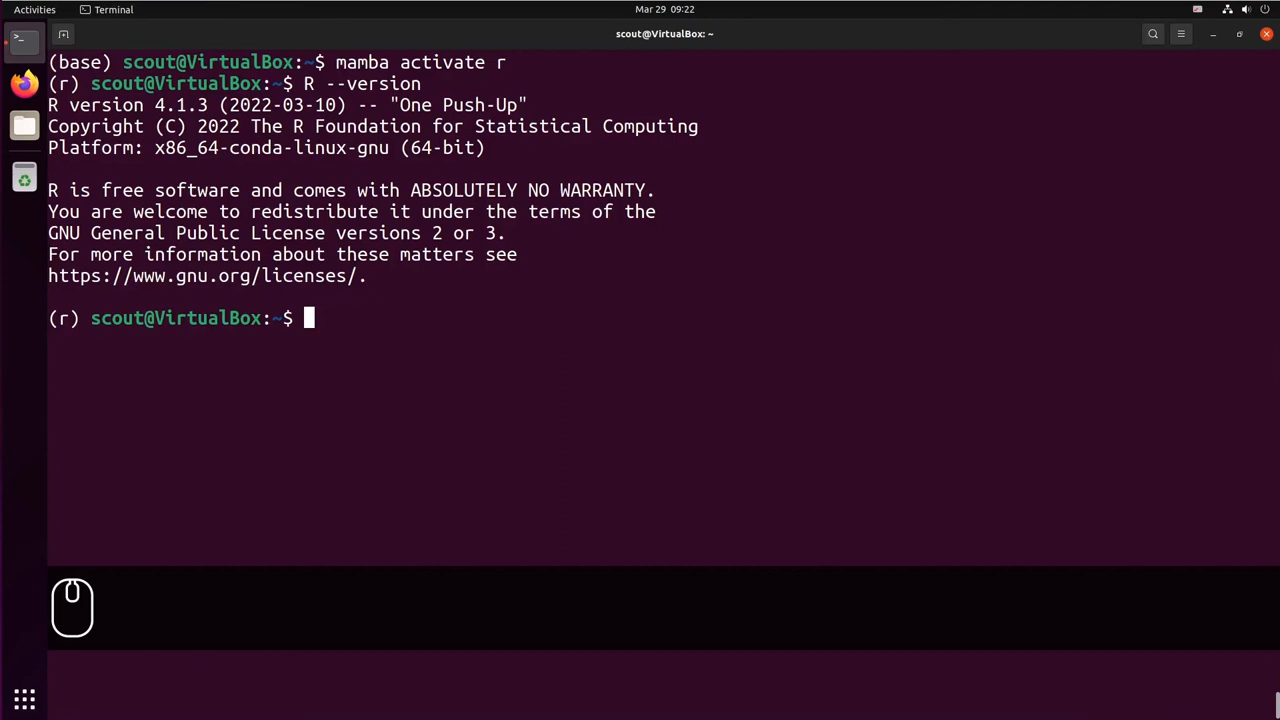 Activities
Terminal
Mar 29 09:22
scout@VirtualBox: ~
(base) scout@VirtualBox:~$ mamba activate r
(r) scout@VirtualBox:~$ R --version
R version 4.1.3 (2022-03-10) -- "One Push-Up"
Copyright (C) 2022 The R Foundation for Statistical Computing
Platform: x86_64-conda-linux-gnu (64-bit)
R is free software and comes with ABSOLUTELY NO WARRANTY.
You are welcome to redistribute it under the terms of the
GNU General Public License versions 2 or 3.
For more information about these matters see
https://www.gnu.org/licenses/.
(r) scout@VirtualBox:~$